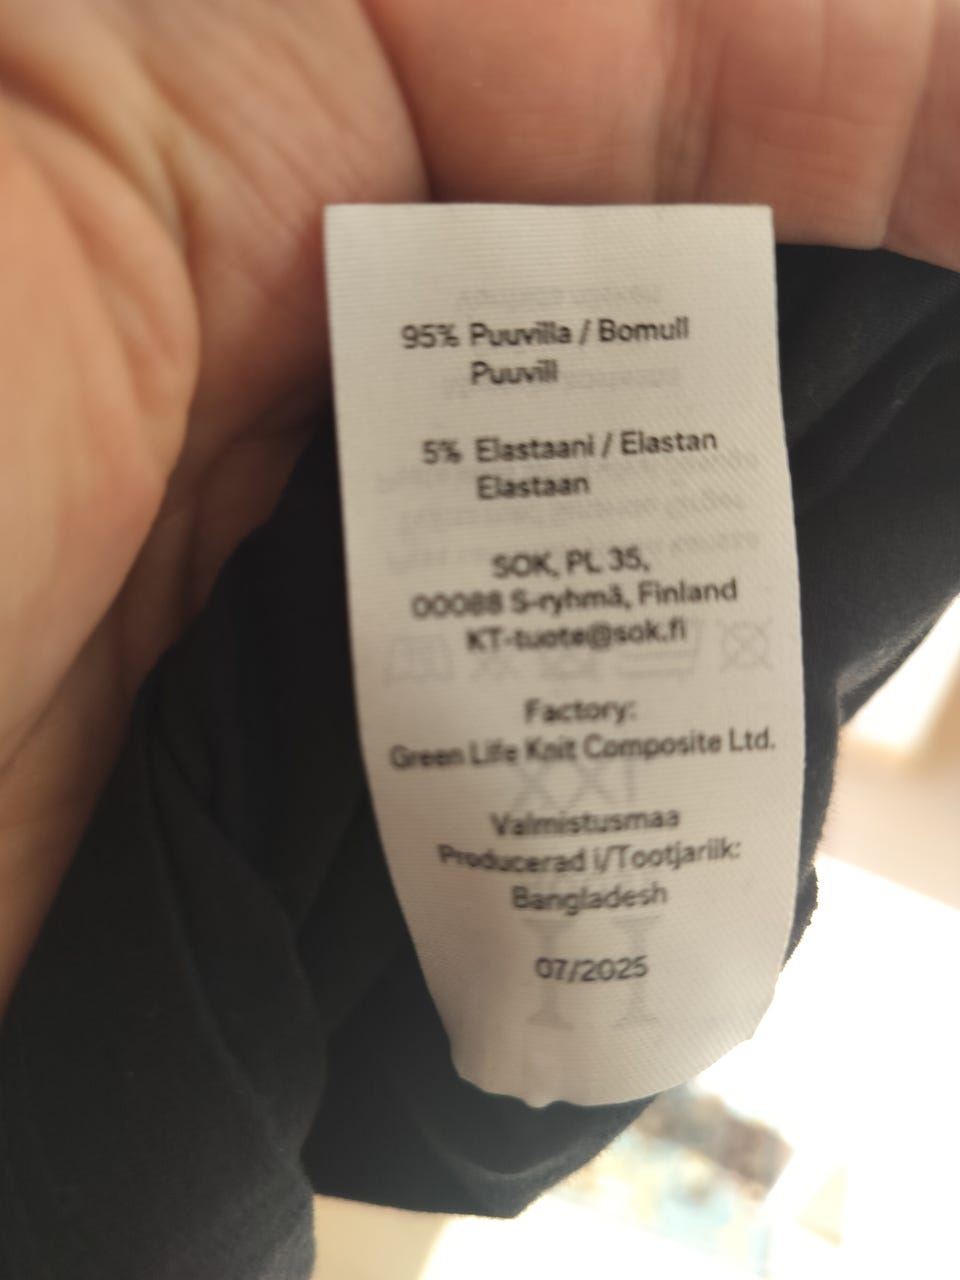 95% Puuvilla / Bomull
Puuvill
5% Elastaani / Elastan
Elastaan
SOK, PL 35,
00088 S-ryhmä, Finland
KT-tuote@sok.fi
Factory:
Green Life Knit Composite Ltd.
Valmistusmaa
Producerad i/Tootjariik:
Bangladesh
07/2025